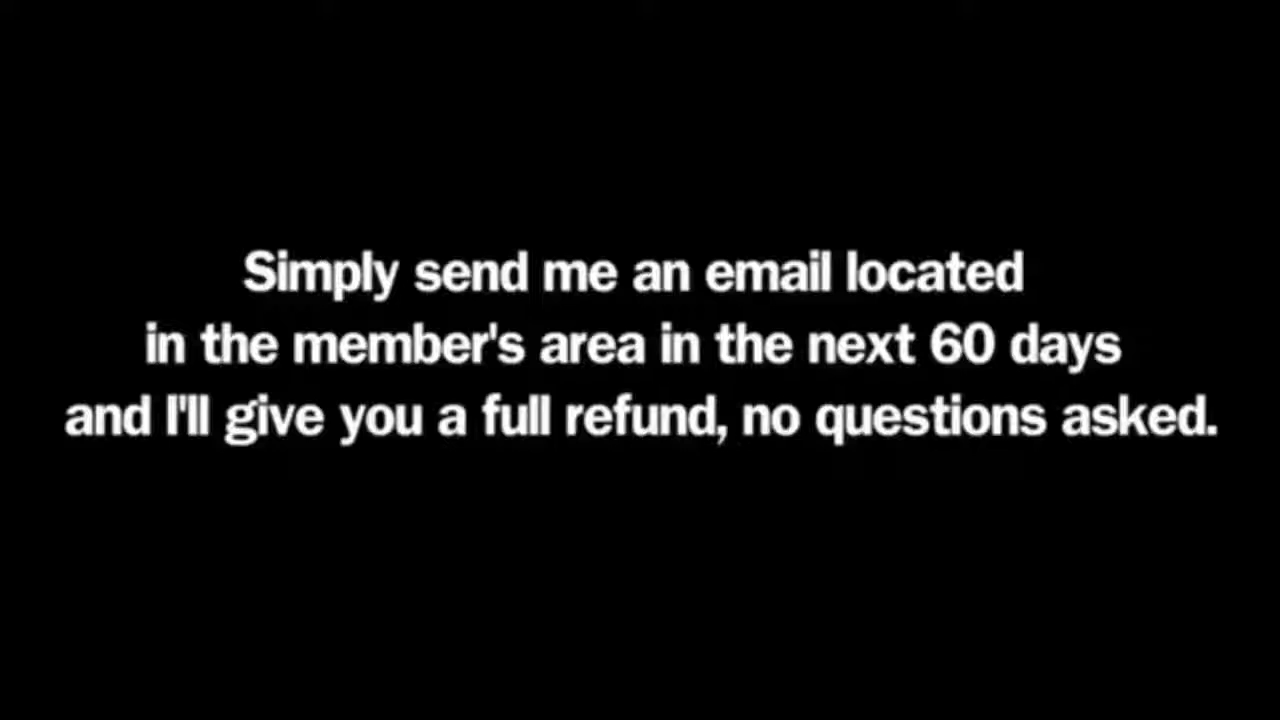 Simply send me an email located
in the member's area in the next 60 days
and I'll give you a full refund, no questions asked.